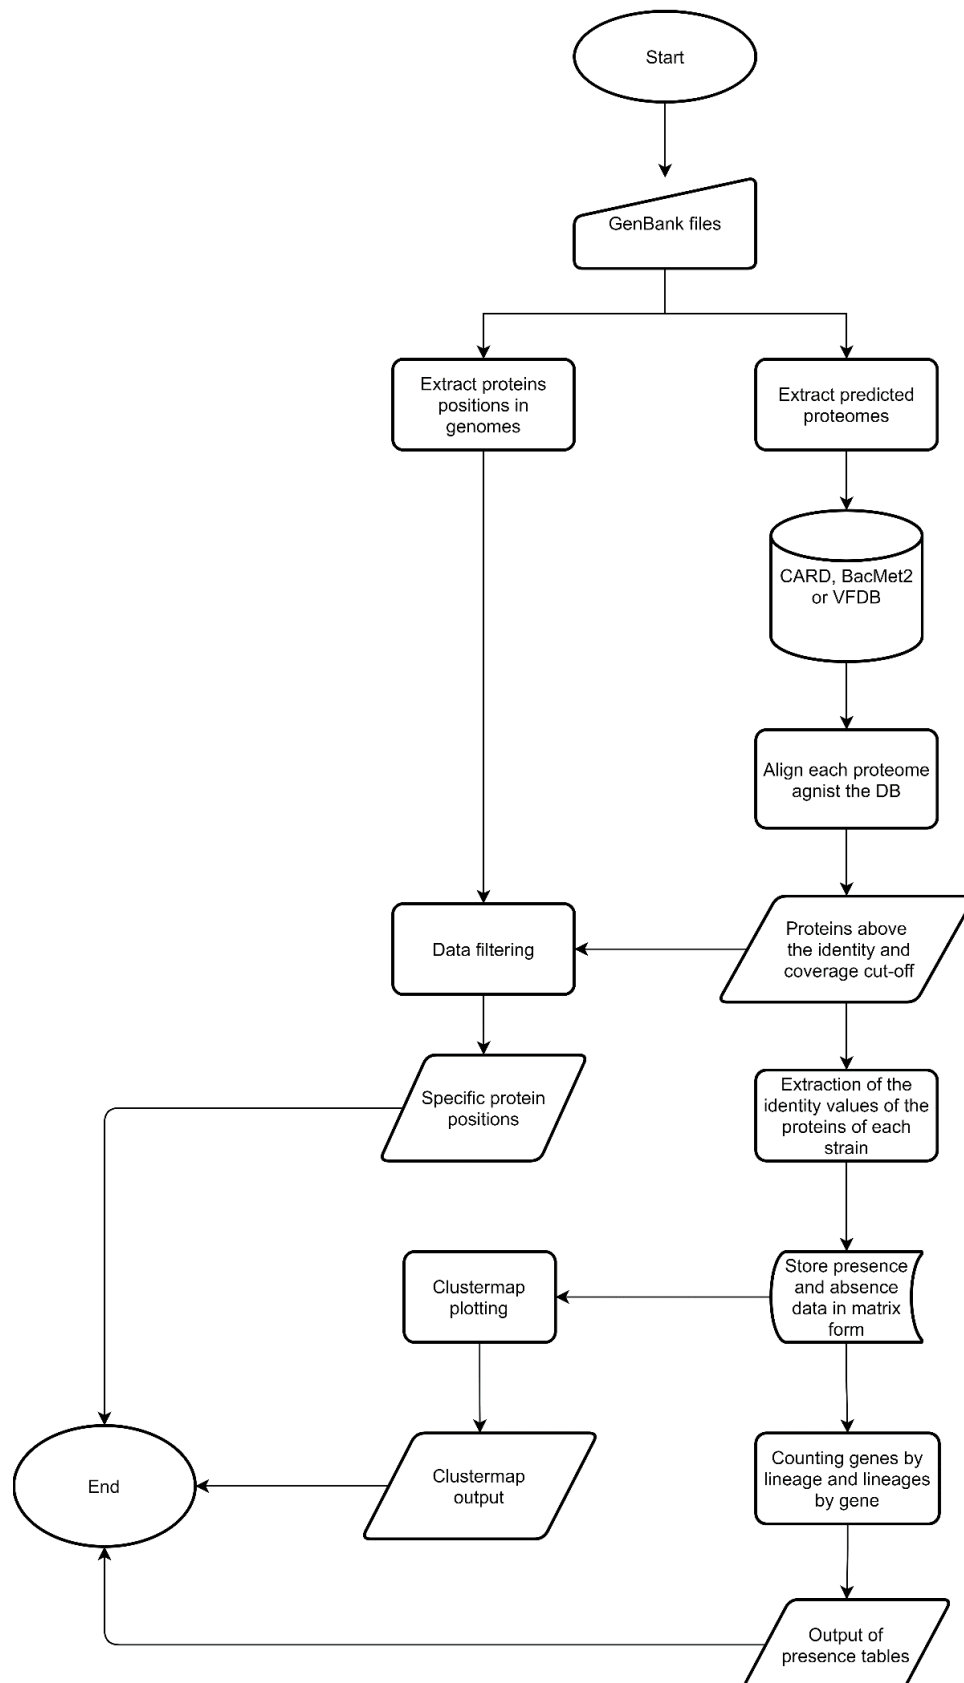 Start
GenBank files
Extract proteins
positions in
genomes
Extract predicted
proteomes
CARD, BacMet2
or VFDB
Align each proteome
agnist the DB
Data filtering
Proteins above
the identity and
coverage cut-off
Specific protein
positions
Extraction of the
identity values of the
proteins of each
strain
Clustermap
plotting
Store presence
and absence
data in matrix
form
End
Clustermap
output
Counting genes by
lineage and lineages
by gene
Output of
presence tables